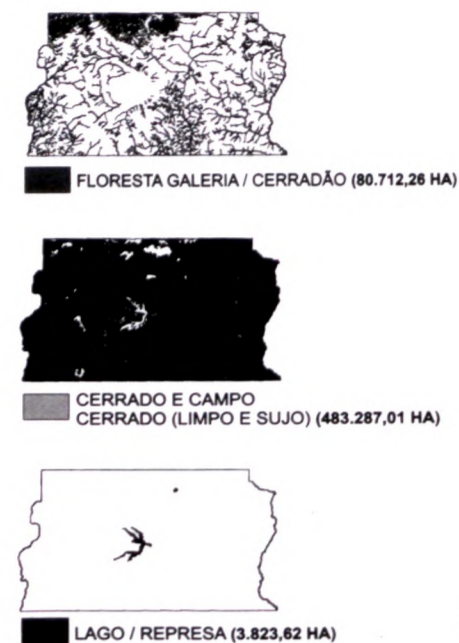 FLORESTA GALERIA / CERRADÃO (80.712,26 HA)
CERRADO E CAMPO
CERRADO (LIMPO E SUJO) (483.287,01 HA)
LAGO / REPRESA (3.823,62 HA)